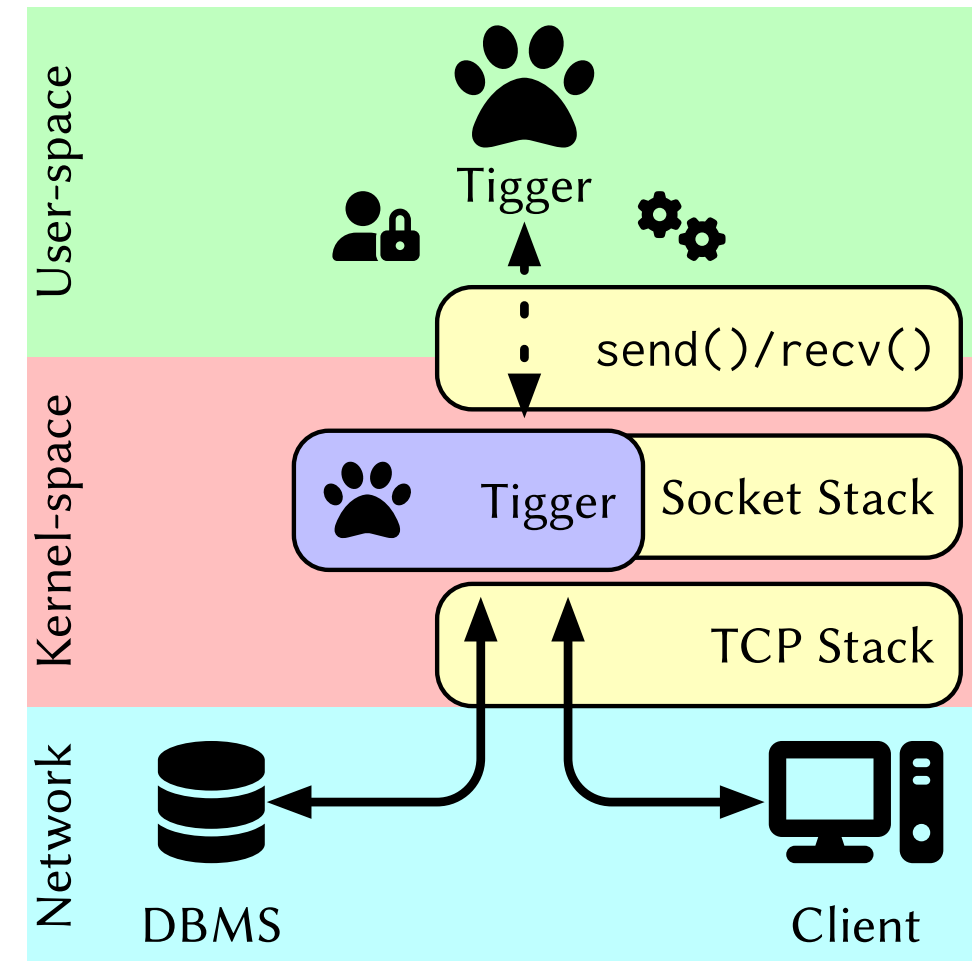 User-space
Tigger
send()/recv()
Kernel-space
Tigger
Socket Stack
TCP Stack
Network
DBMS
Client